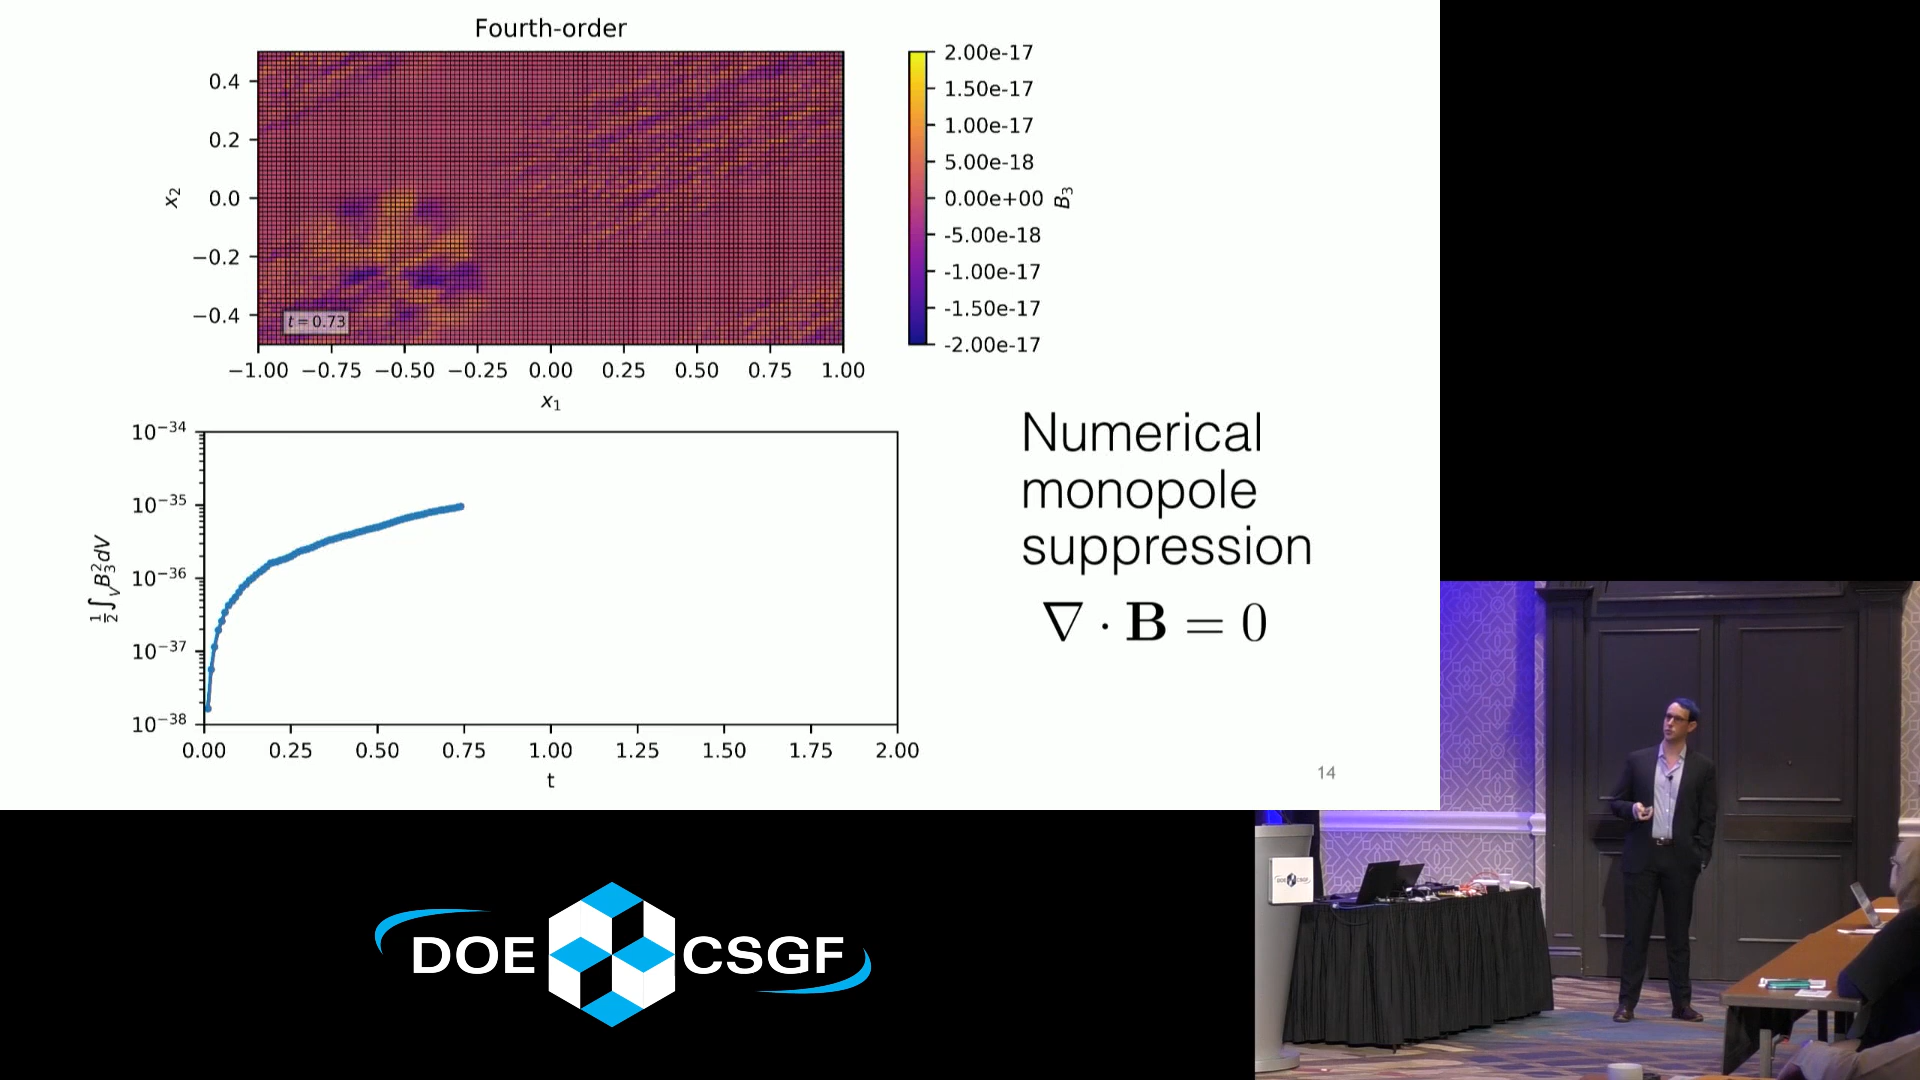 Fourth-order
0.4
0.2
0.0
−0.2
−0.4
x₂
t = 0.73
−1.00 −0.75 −0.50 −0.25 0.00 0.25 0.50 0.75 1.00
x₁
2.00e-17
1.50e-17
1.00e-17
5.00e-18
0.00e+00
-5.00e-18
-1.00e-17
-1.50e-17
-2.00e-17
B₃
10⁻³⁴
10⁻³⁵
10⁻³⁶
10⁻³⁷
10⁻³⁸
½∫ᵥB₃²dV
0.00 0.25 0.50 0.75 1.00 1.25 1.50 1.75 2.00
t
Numerical
monopole
suppression
∇ · B = 0
14
DOE CSGF
DOE CSGF